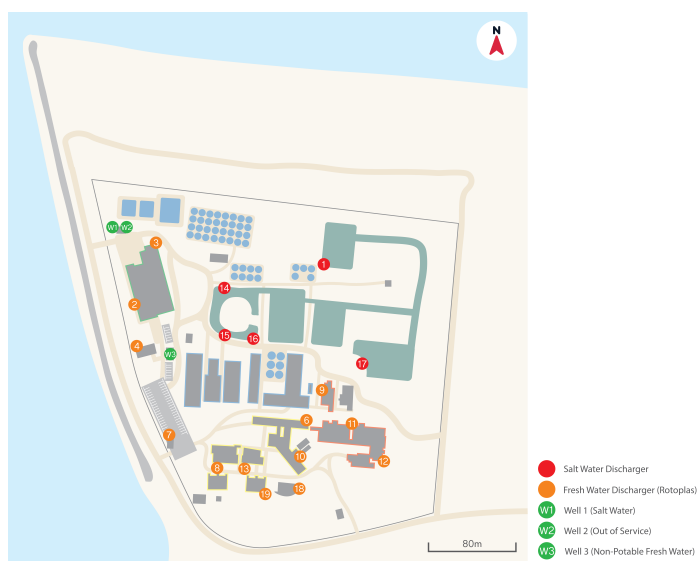 N
W1 W2
3
1
14
2
15
16
4
W3
17
9
6
11
7
10
12
8
13
18
19
80m
Salt Water Discharger
Fresh Water Discharger (Rotoplas)
W1 Well 1 (Salt Water)
W2 Well 2 (Out of Service)
W3 Well 3 (Non-Potable Fresh Water)